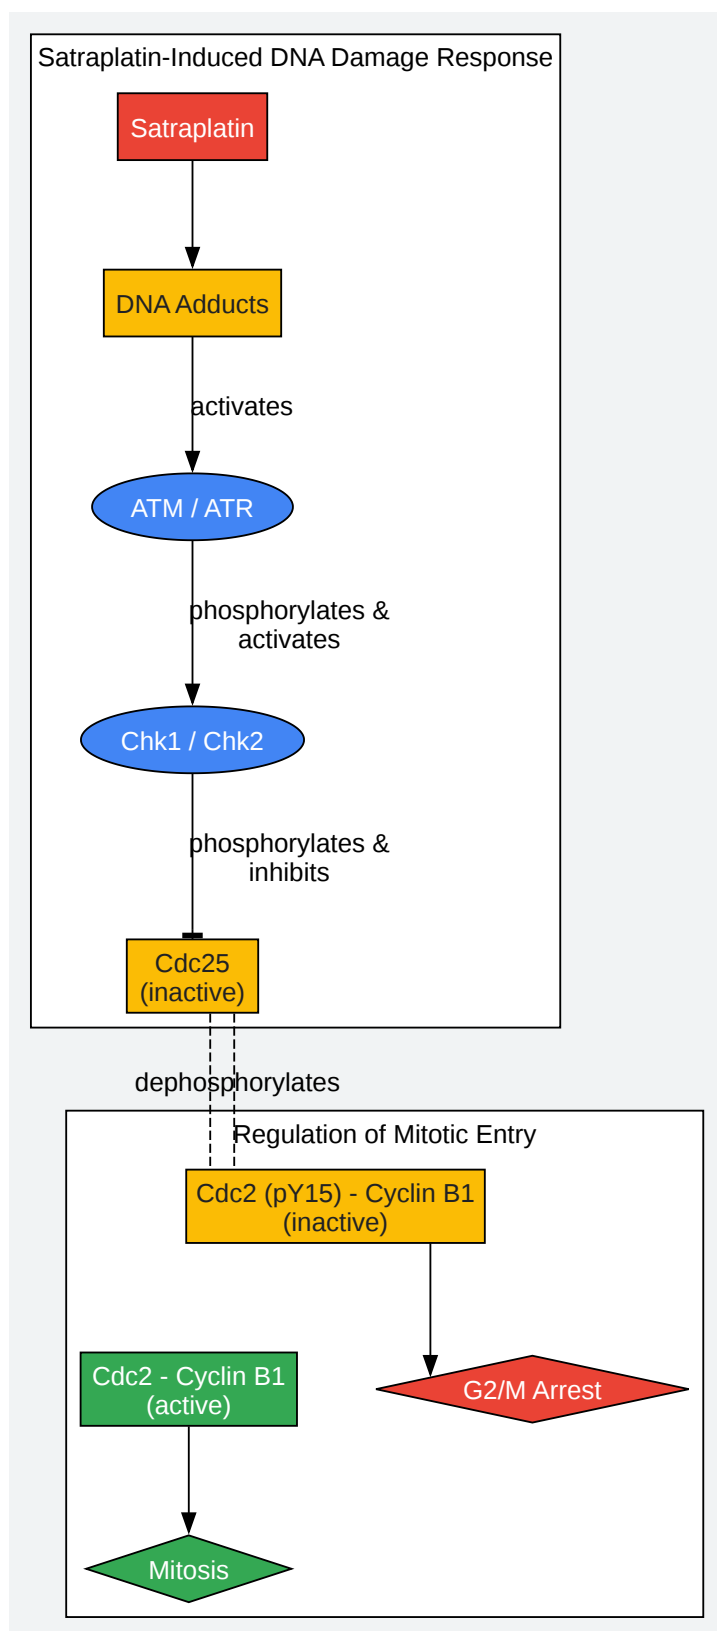 Satraplatin-Induced DNA Damage Response
Satraplatin
DNA Adducts
activates
ATM / ATR
phosphorylates &
activates
Chk1 / Chk2
phosphorylates &
inhibits
Cdc25
(inactive)
dephosphorylates
Regulation of Mitotic Entry
Cdc2 (pY15) - Cyclin B1
(inactive)
Cdc2 - Cyclin B1
(active)
G2/M Arrest
Mitosis